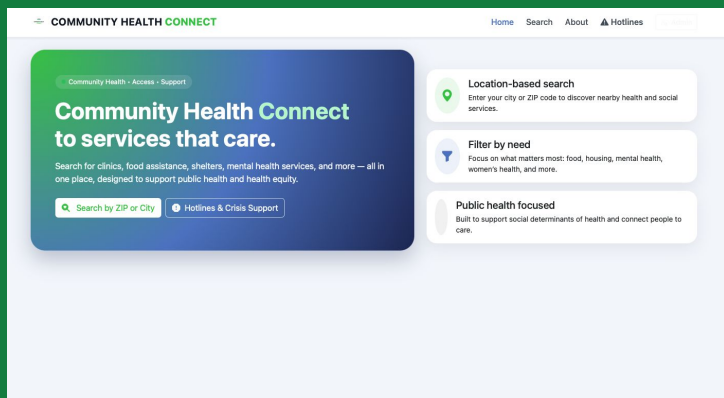 COMMUNITY HEALTH CONNECT
Home Search About Hotlines
Community Health • Access • Support
Community Health Connect
to services that care.
Search for clinics, food assistance, shelters, mental health services, and more — all in
one place, designed to support public health and health equity.
Search by ZIP or City
Hotlines & Crisis Support
Location-based search
Enter your city or ZIP code to discover nearby health and social
services.
Filter by need
Focus on what matters most: food, housing, mental health,
women's health, and more.
Public health focused
Built to support social determinants of health and connect people to
care.